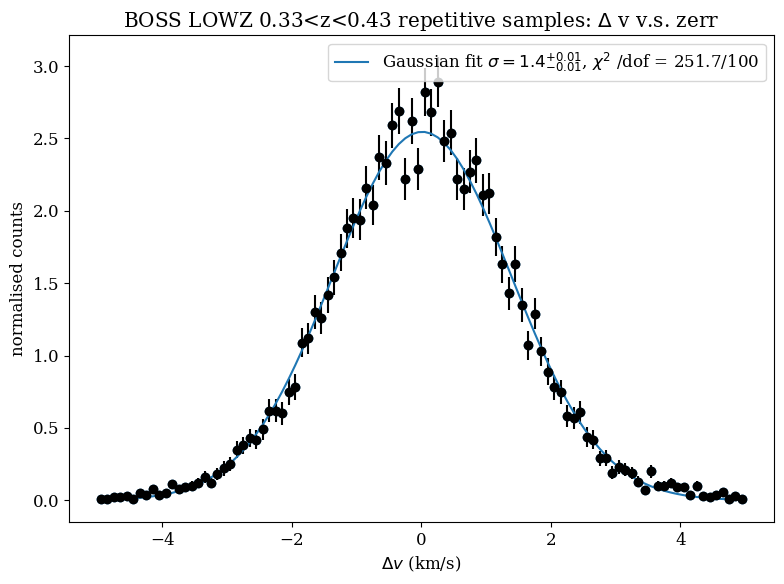 BOSS LOWZ 0.33<z<0.43 repetitive samples: Δ v v.s. zerr
Gaussian fit σ = 1.4+0.01−0.01, χ² /dof = 251.7/100
normalised counts
3.0
2.5
2.0
1.5
1.0
0.5
0.0
−4 −2 0 2 4
Δv (km/s)